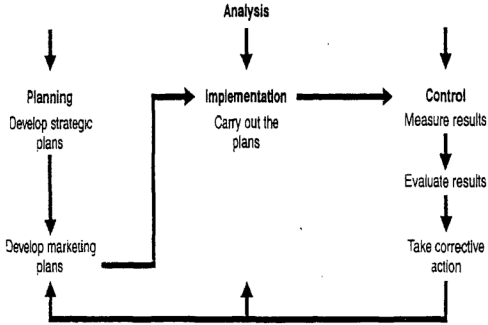 Analysis
Planning
Develop strategic
plans
Develop marketing
plans
Implementation
Carry out the
plans
Control
Measure results
Evaluate results
Take corrective
action